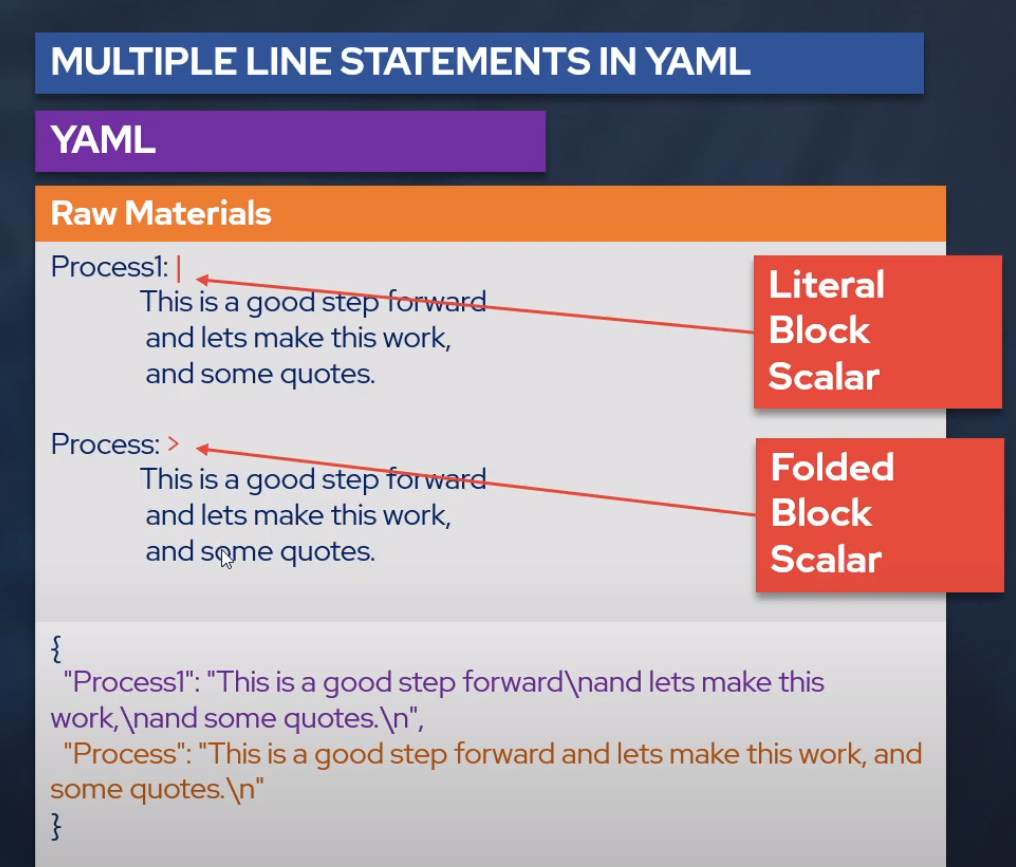 MULTIPLE LINE STATEMENTS IN YAML
YAML
Raw Materials
Process1: |
This is a good step forward
and lets make this work,
and some quotes.
Literal
Block
Scalar
Process: >
This is a good step forward
and lets make this work,
and some quotes.
Folded
Block
Scalar
{
"Process1": "This is a good step forward\nand lets make this
work,\nand some quotes.\n",
"Process": "This is a good step forward and lets make this work, and
some quotes.\n"
}